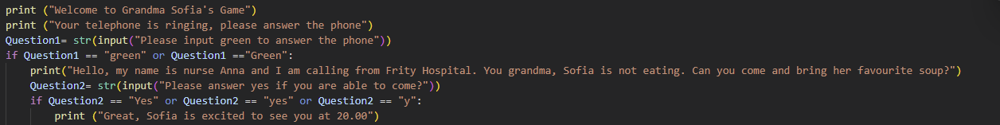 print ("Welcome to Grandma Sofia's Game")
print ("Your telephone is ringing, please answer the phone")
Question1= str(input("Please input green to answer the phone"))
if Question1 == "green" or Question1 =="Green":
    print("Hello, my name is nurse Anna and I am calling from Frity Hospital. You grandma, Sofia is not eating. Can you come and bring her favourite soup?")
    Question2= str(input("Please answer yes if you are able to come?"))
    if Question2 == "Yes" or Question2 == "yes" or Question2 == "y":
        print ("Great, Sofia is excited to see you at 20.00")